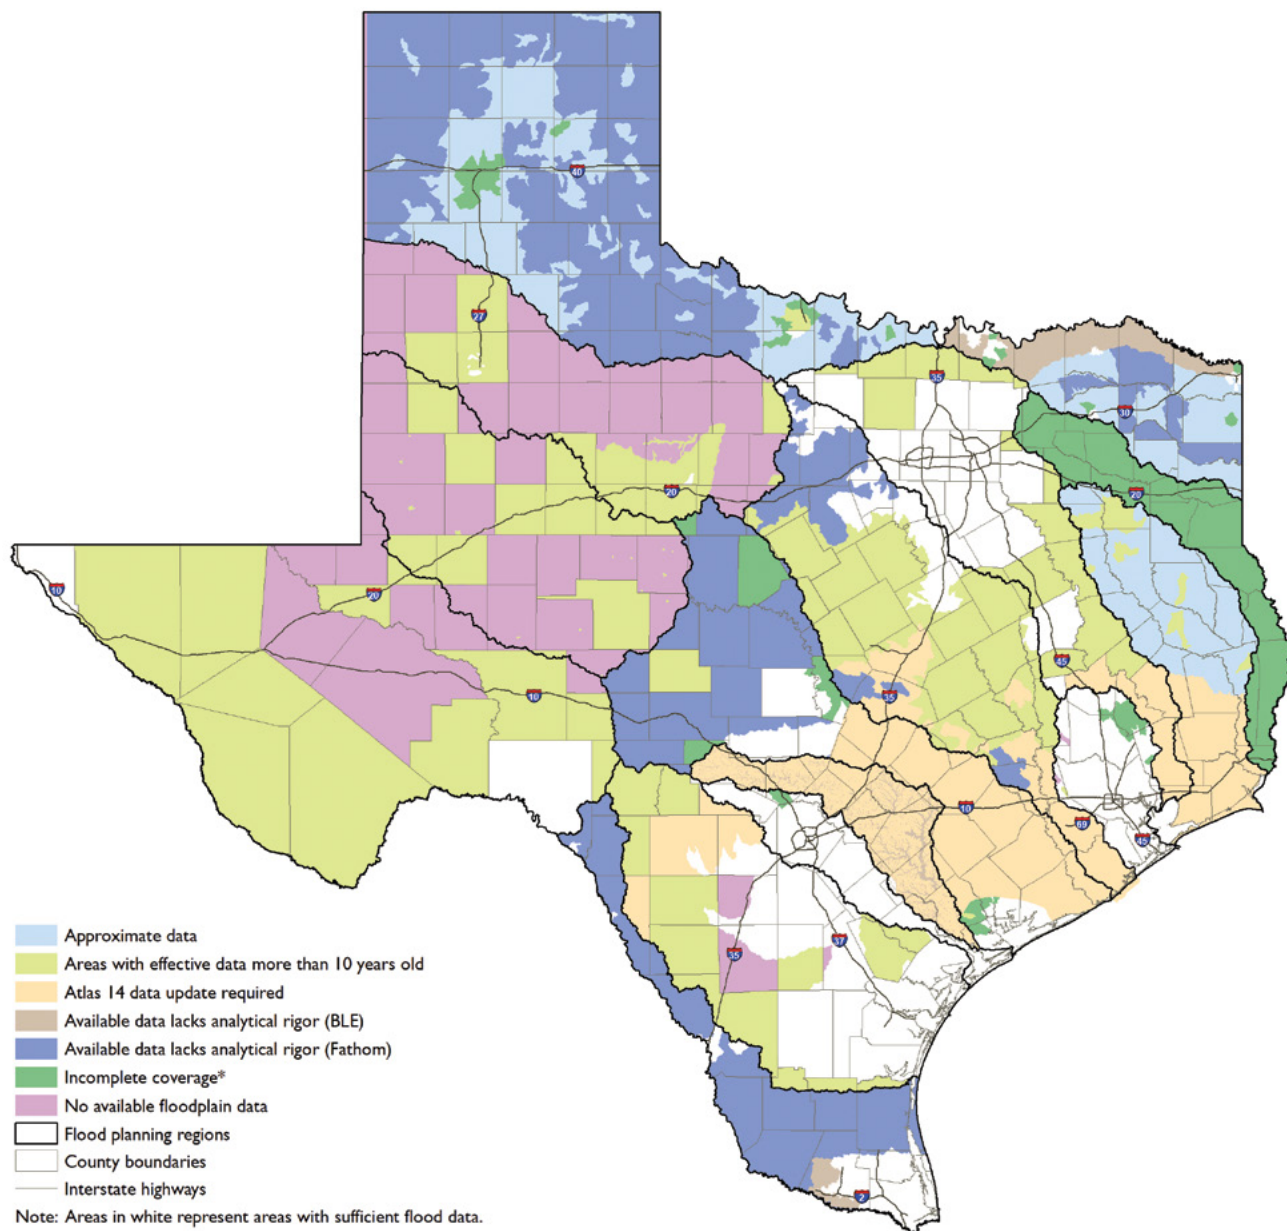 40
27
35
30
20
20
10
20
45
10
35
10
69
45
37
35
2
Approximate data
Areas with effective data more than 10 years old
Atlas 14 data update required
Available data lacks analytical rigor (BLE)
Available data lacks analytical rigor (Fathom)
Incomplete coverage*
No available floodplain data
Flood planning regions
County boundaries
Interstate highways
Note: Areas in white represent areas with sufficient flood data.